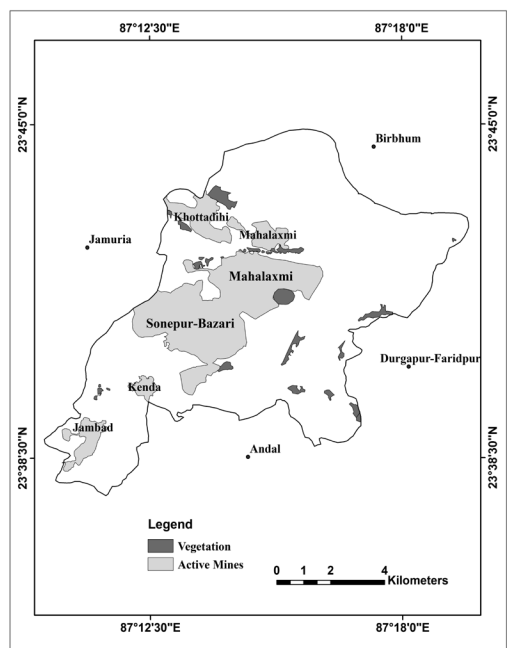 87°12'30"E
87°18'0"E
23°45'0"N
23°45'0"N
Birbhum
Khottadihi
Mahalaxmi
Jamuria
Mahalaxmi
Sonepur-Bazari
Durgapur-Faridpur
Kenda
Jambad
Andal
23°38'30"N
23°38'30"N
Legend
Vegetation
Active Mines
0 1 2 4
Kilometers
87°12'30"E
87°18'0"E